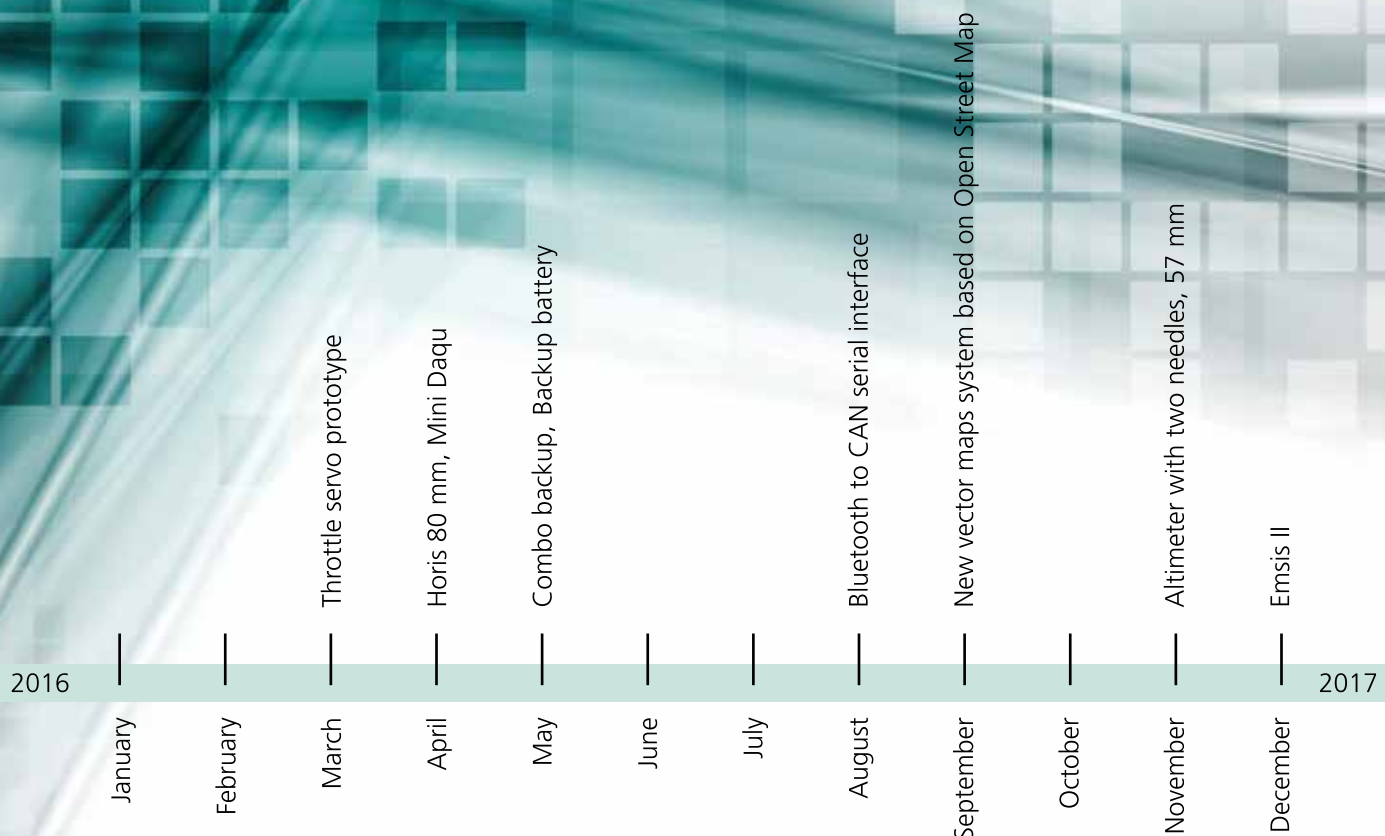 Throttle servo prototype
Horis 80 mm, Mini Daqu
Combo backup, Backup battery
Bluetooth to CAN serial interface
New vector maps system based on Open Street Map
Altimeter with two needles, 57 mm
Emsis II
2016
2017
January
February
March
April
May
June
July
August
September
October
November
December